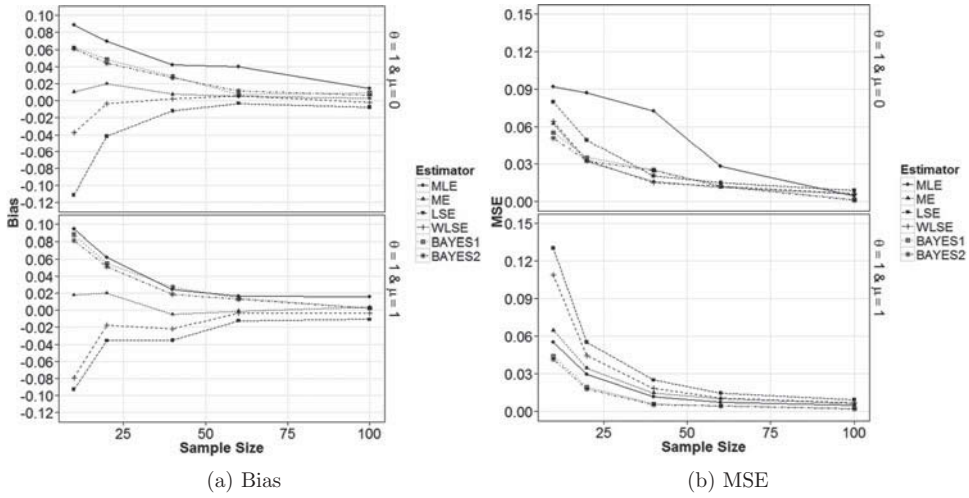 0.10
0.08
0.06
0.04
0.02
0.00
-0.02
-0.04
-0.06
-0.08
-0.10
-0.12
θ = 1 & μ = 0
0.10
0.08
0.06
0.04
0.02
0.00
-0.02
-0.04
-0.06
-0.08
-0.10
-0.12
θ = 1 & μ = 1
Bias
25
50
75
100
Sample Size
Estimator
MLE
ME
LSE
WLSE
BAYES1
BAYES2
(a) Bias
0.15
0.12
0.09
0.06
0.03
0.00
θ = 1 & μ = 0
0.15
0.12
0.09
0.06
0.03
0.00
θ = 1 & μ = 1
MSE
25
50
75
100
Sample Size
Estimator
MLE
ME
LSE
WLSE
BAYES1
BAYES2
(b) MSE